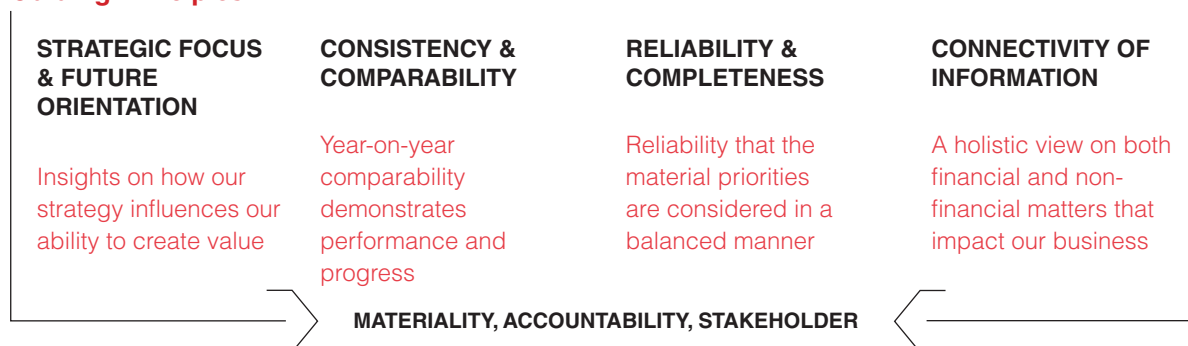 STRATEGIC FOCUS
& FUTURE
ORIENTATION
Insights on how our
strategy influences our
ability to create value
CONSISTENCY &
COMPARABILITY
Year-on-year
comparability
demonstrates
performance and
progress
RELIABILITY &
COMPLETENESS
Reliability that the
material priorities
are considered in a
balanced manner
CONNECTIVITY OF
INFORMATION
A holistic view on both
financial and non-
financial matters that
impact our business
MATERIALITY, ACCOUNTABILITY, STAKEHOLDER